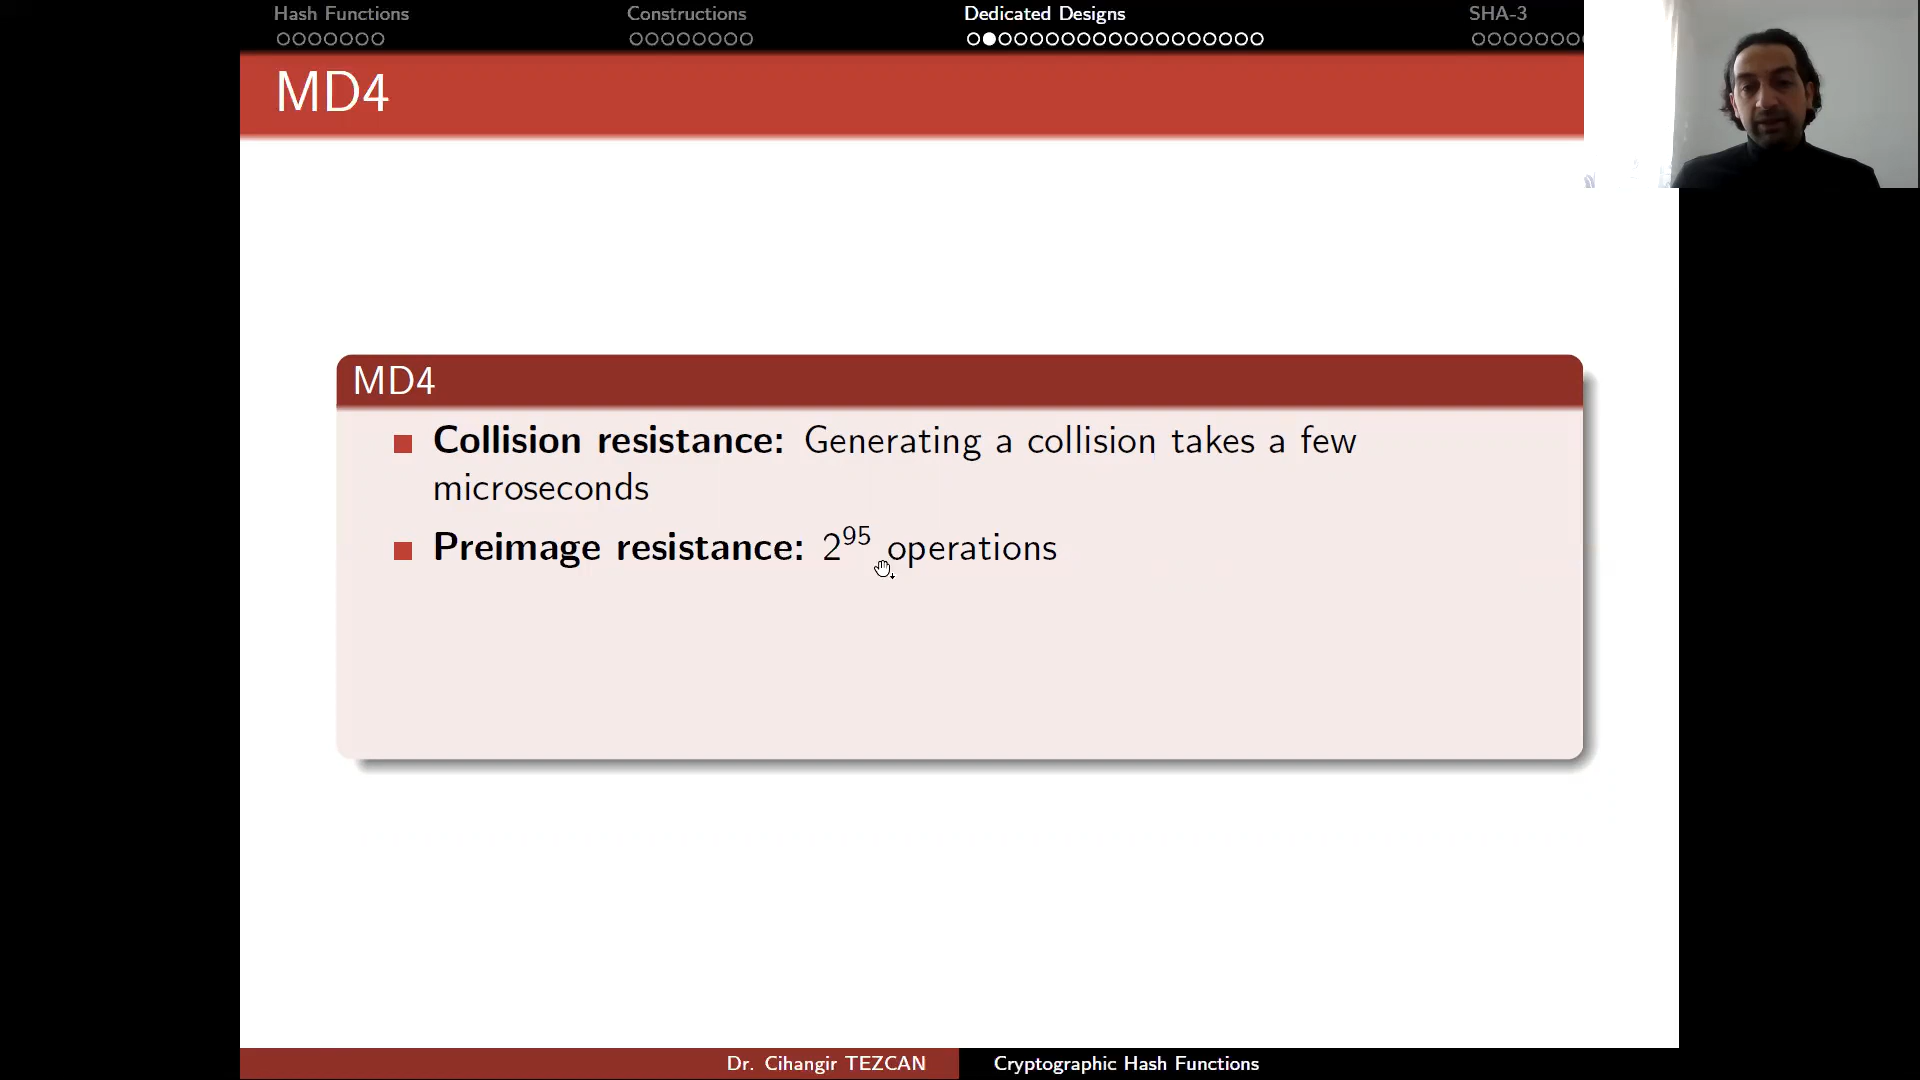 Hash Functions
Constructions
Dedicated Designs
SHA-3
MD4
MD4
Collision resistance: Generating a collision takes a few
microseconds
Preimage resistance: 2^95 operations
Dr. Cihangir TEZCAN
Cryptographic Hash Functions